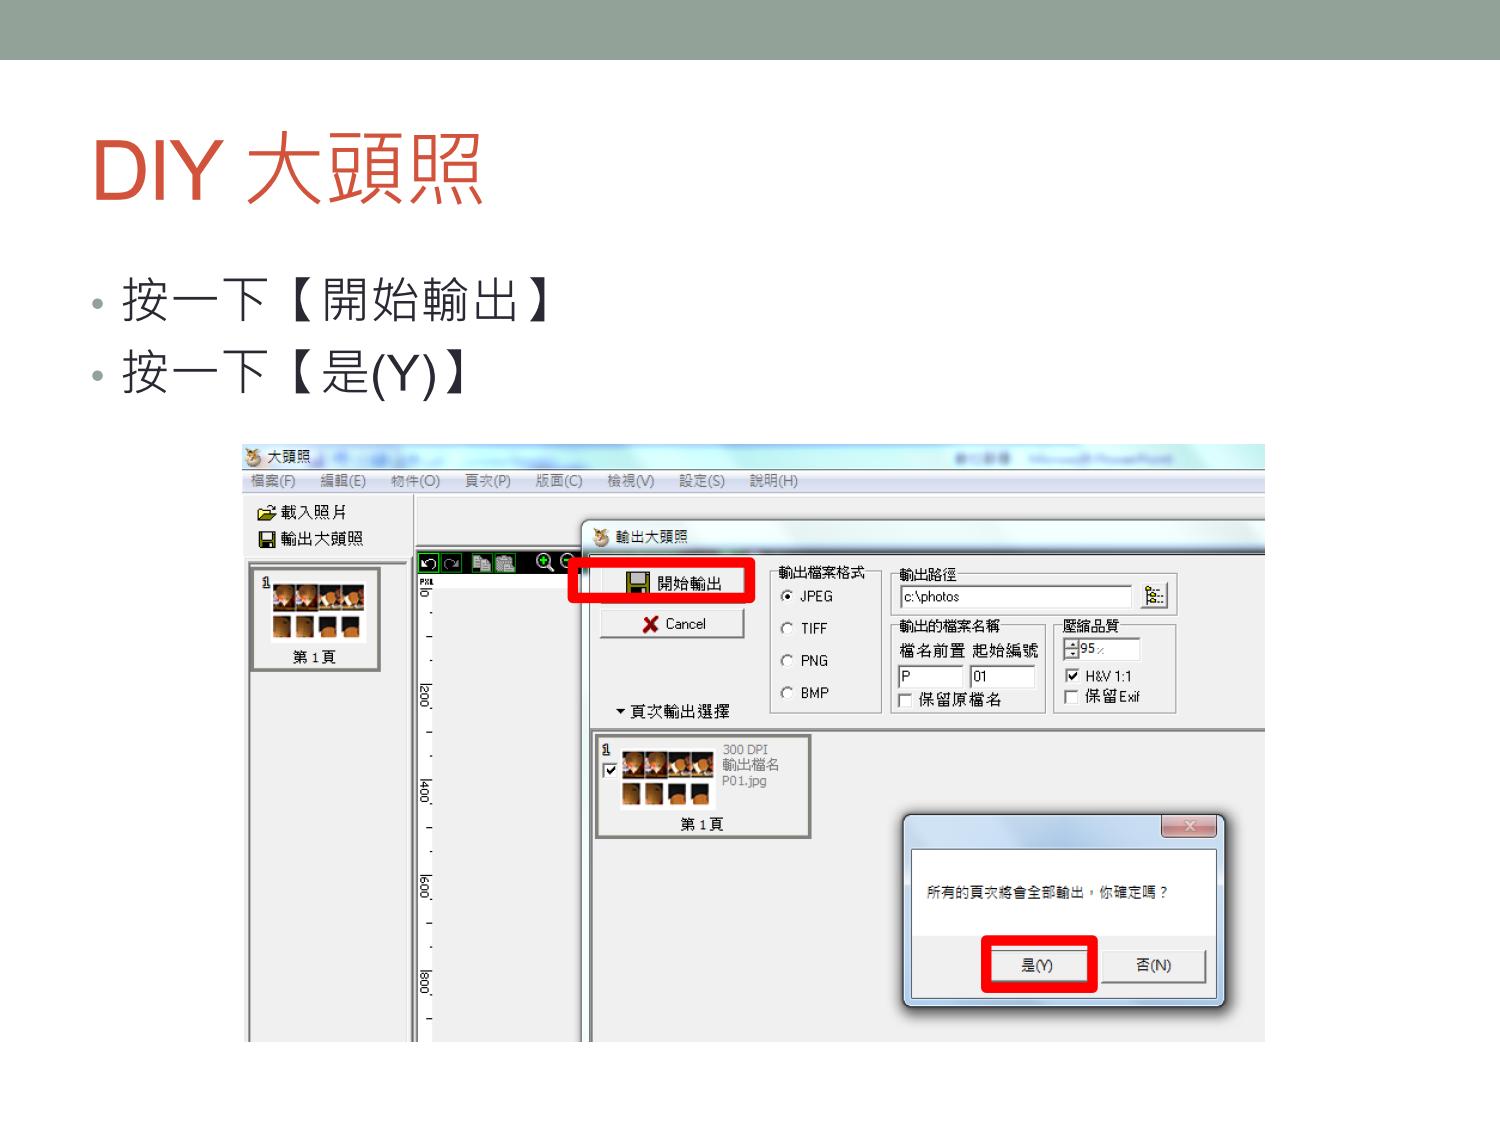 DIY 大頭照
• 按一下【開始輸出】
• 按一下【是(Y)】
大頭照
檔案(F) 編輯(E) 物件(O) 頁次(P) 版面(C) 檢視(V) 設定(S) 說明(H)
載入照片
輸出大頭照
1
第 1 頁
PXL
0
200
400
600
800
輸出大頭照
開始輸出
Cancel
頁次輸出選擇
輸出檔案格式
JPEG
TIFF
PNG
BMP
輸出路徑
c:\photos
輸出的檔案名稱
檔名前置 起始編號
P 01
保留原檔名
壓縮品質
95%
H&V 1:1
保留Exif
1
300 DPI
輸出檔名
P01.jpg
第 1 頁
所有的頁次將會全部輸出，你確定嗎？
是(Y) 否(N)